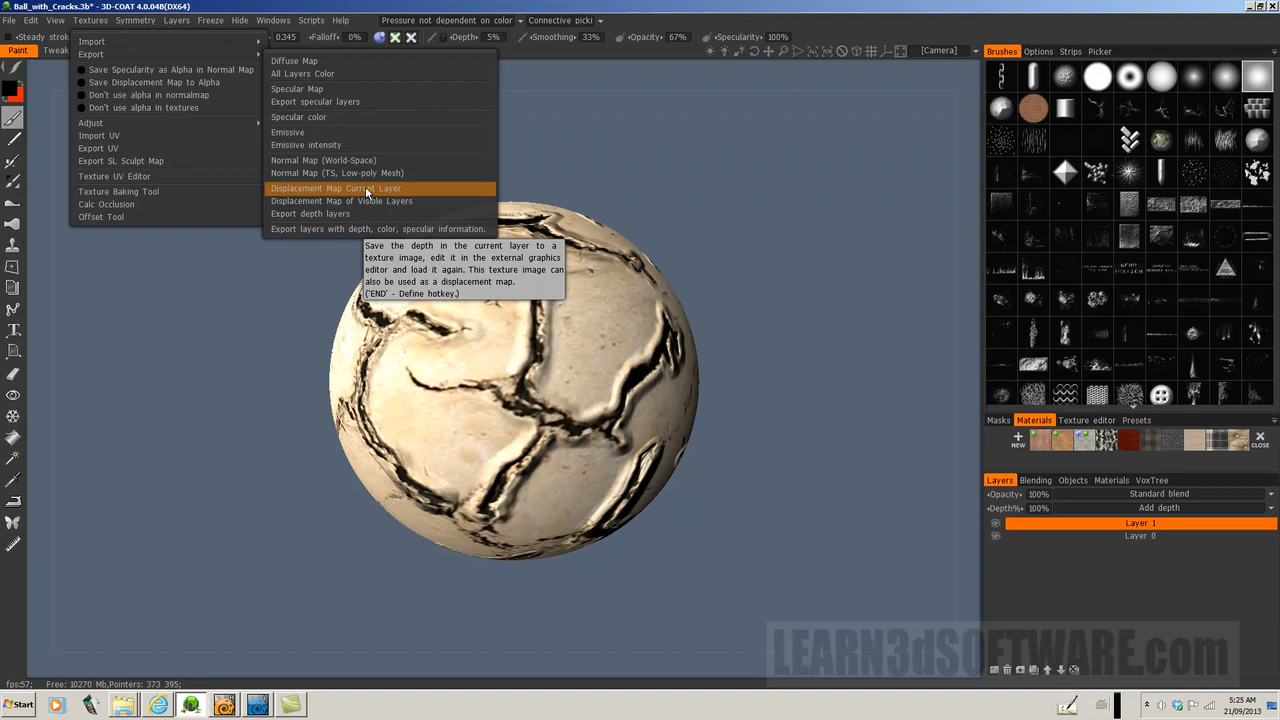 Ball_with_Cracks.3b* - 3D-COAT 4.0.04B(DX64)
File Edit View Textures Symmetry Layers Freeze Hide Windows Scripts Help Pressure not dependent on color Connective picki
Steady strok 0.345 Falloff? 0% Depth: Smoothing? 33% Opacity? 67% Specularity? 100%
Paint Tweak [Camera]
Import
Export
Save Specularity as Alpha in Normal Map
Save Displacement Map to Alpha
Don't use alpha in normalmap
Don't use alpha in textures
Adjust
Import UV
Export UV
Export SL Sculpt Map
Texture UV Editor
Texture Baking Tool
Calc Occlusion
Offset Tool
Diffuse Map
All Layers Color
Specular Map
Export specular layers
Specular color
Emissive
Emissive intensity
Normal Map (World-Space)
Normal Map (TS, Low-poly Mesh)
Displacement Map Current Layer
Displacement Map of Visible Layers
Export depth layers
Export layers with depth, color, specular information.
Save the depth in the current layer to a
texture image, edit it in the external graphics
editor and load it again. This texture image can
also be used as a displacement map.
('END' - Define hotkey.)
Brushes Options Strips Picker
Masks Materials Texture editor Presets
NEW CLOSE
Layers Blending Objects Materials VoxTree
Opacity? 100% Standard blend
Depth% 100% Add depth
Layer 1
Layer 0
LEARN3dSOFTWARE.com
fps:57; Free: 10270 MB Pointers: 373 395;
Start
5:25 AM
21/09/2013